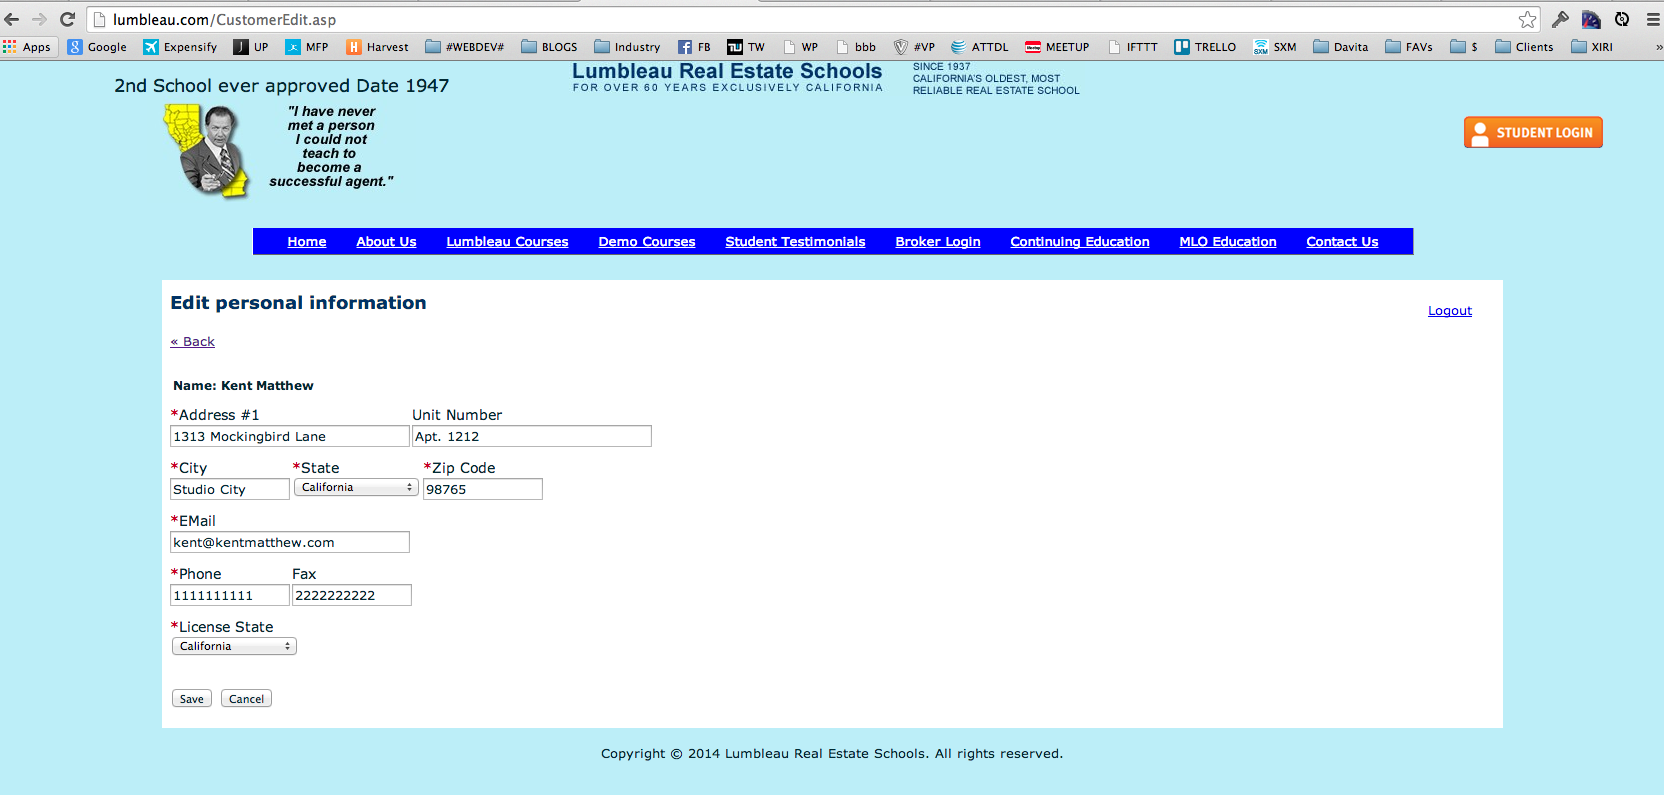 lumbleau.com/CustomerEdit.asp
Apps Google Expensify UP MFP Harvest #WEBDEV# BLOGS Industry FB TW WP bbb #VP ATTDL MEETUP IFTTT TRELLO SXM Davita FAVs $ Clients XIRI »
2nd School ever approved Date 1947
"I have never
met a person
I could not
teach to
become a
successful agent."
Lumbleau Real Estate Schools
FOR OVER 60 YEARS EXCLUSIVELY CALIFORNIA
SINCE 1937
CALIFORNIA'S OLDEST, MOST
RELIABLE REAL ESTATE SCHOOL
STUDENT LOGIN
Home About Us Lumbleau Courses Demo Courses Student Testimonials Broker Login Continuing Education MLO Education Contact Us
Edit personal information
Logout
« Back
Name: Kent Matthew
*Address #1 Unit Number
1313 Mockingbird Lane Apt. 1212
*City *State *Zip Code
Studio City California 98765
*EMail
kent@kentmatthew.com
*Phone Fax
1111111111 2222222222
*License State
California
Save Cancel
Copyright © 2014 Lumbleau Real Estate Schools. All rights reserved.